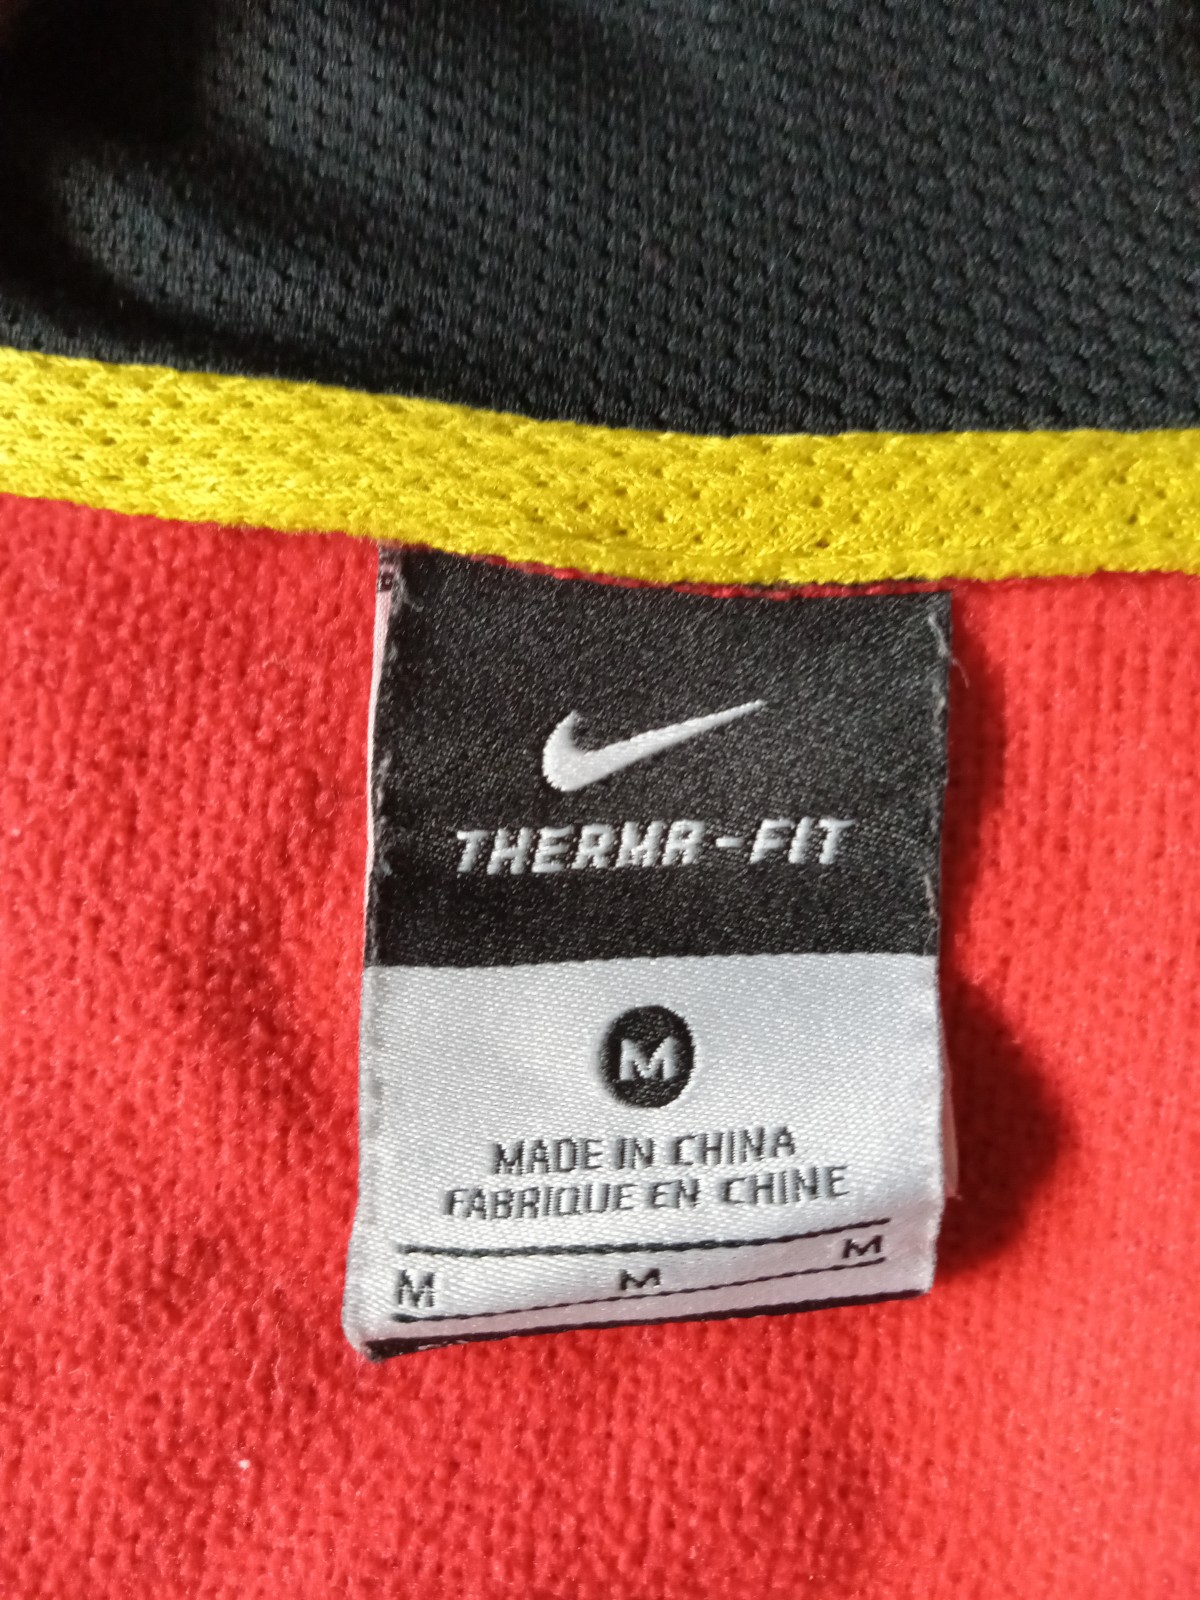 THERMA-FIT
M
MADE IN CHINA
FABRIQUE EN CHINE
M M M